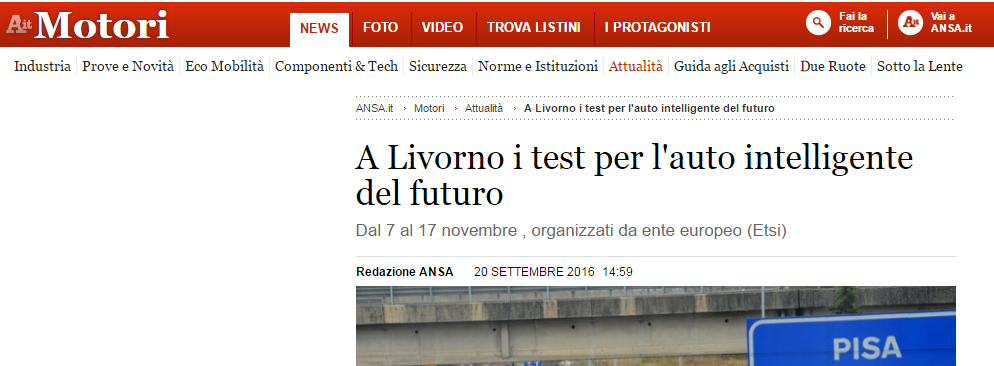 Ait Motori
NEWS FOTO VIDEO TROVA LISTINI I PROTAGONISTI
Fai la ricerca
Vai a ANSA.it
Industria Prove e Novità Eco Mobilità Componenti & Tech Sicurezza Norme e Istituzioni Attualità Guida agli Acquisti Due Ruote Sotto la Lente
ANSA.it › Motori › Attualità › A Livorno i test per l'auto intelligente del futuro
A Livorno i test per l'auto intelligente
del futuro
Dal 7 al 17 novembre , organizzati da ente europeo (Etsi)
Redazione ANSA 20 SETTEMBRE 2016 14:59
PISA